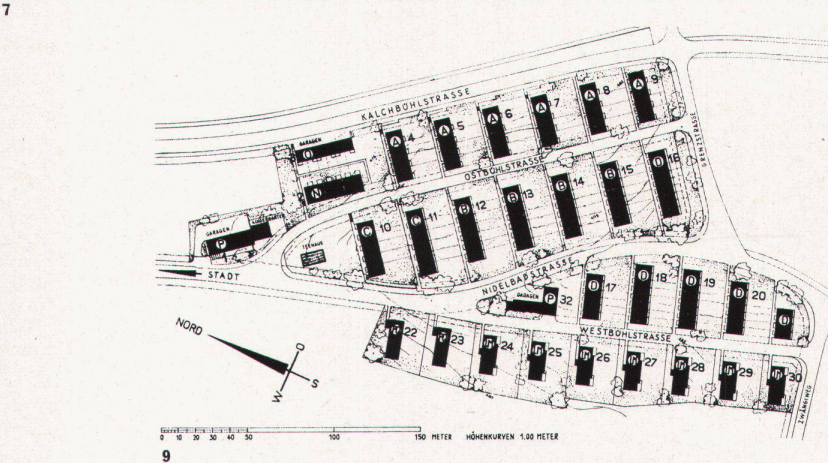 7
KALCHBÜHLSTRASSE
GARAGEN
O
N
A 4
A 5
A 6
A 7
A 8
A 9
OSTBÜHLSTRASSE
GARAGEN
P
TEEHAUS
C 10
C 11
B 12
B 13
B 14
B 15
D 16
STADT
NIDELBADSTRASSE
GARAGEN
P 32
D 17
D 18
D 19
D 20
D
WESTBÜHLSTRASSE
22
23
24
25
26
27
28
29
30
ZWÄNGIWEG
NORD
O
S
W
0 10 20 30 40 50 100 150 METER HÖHENKURVEN 1.00 METER
9